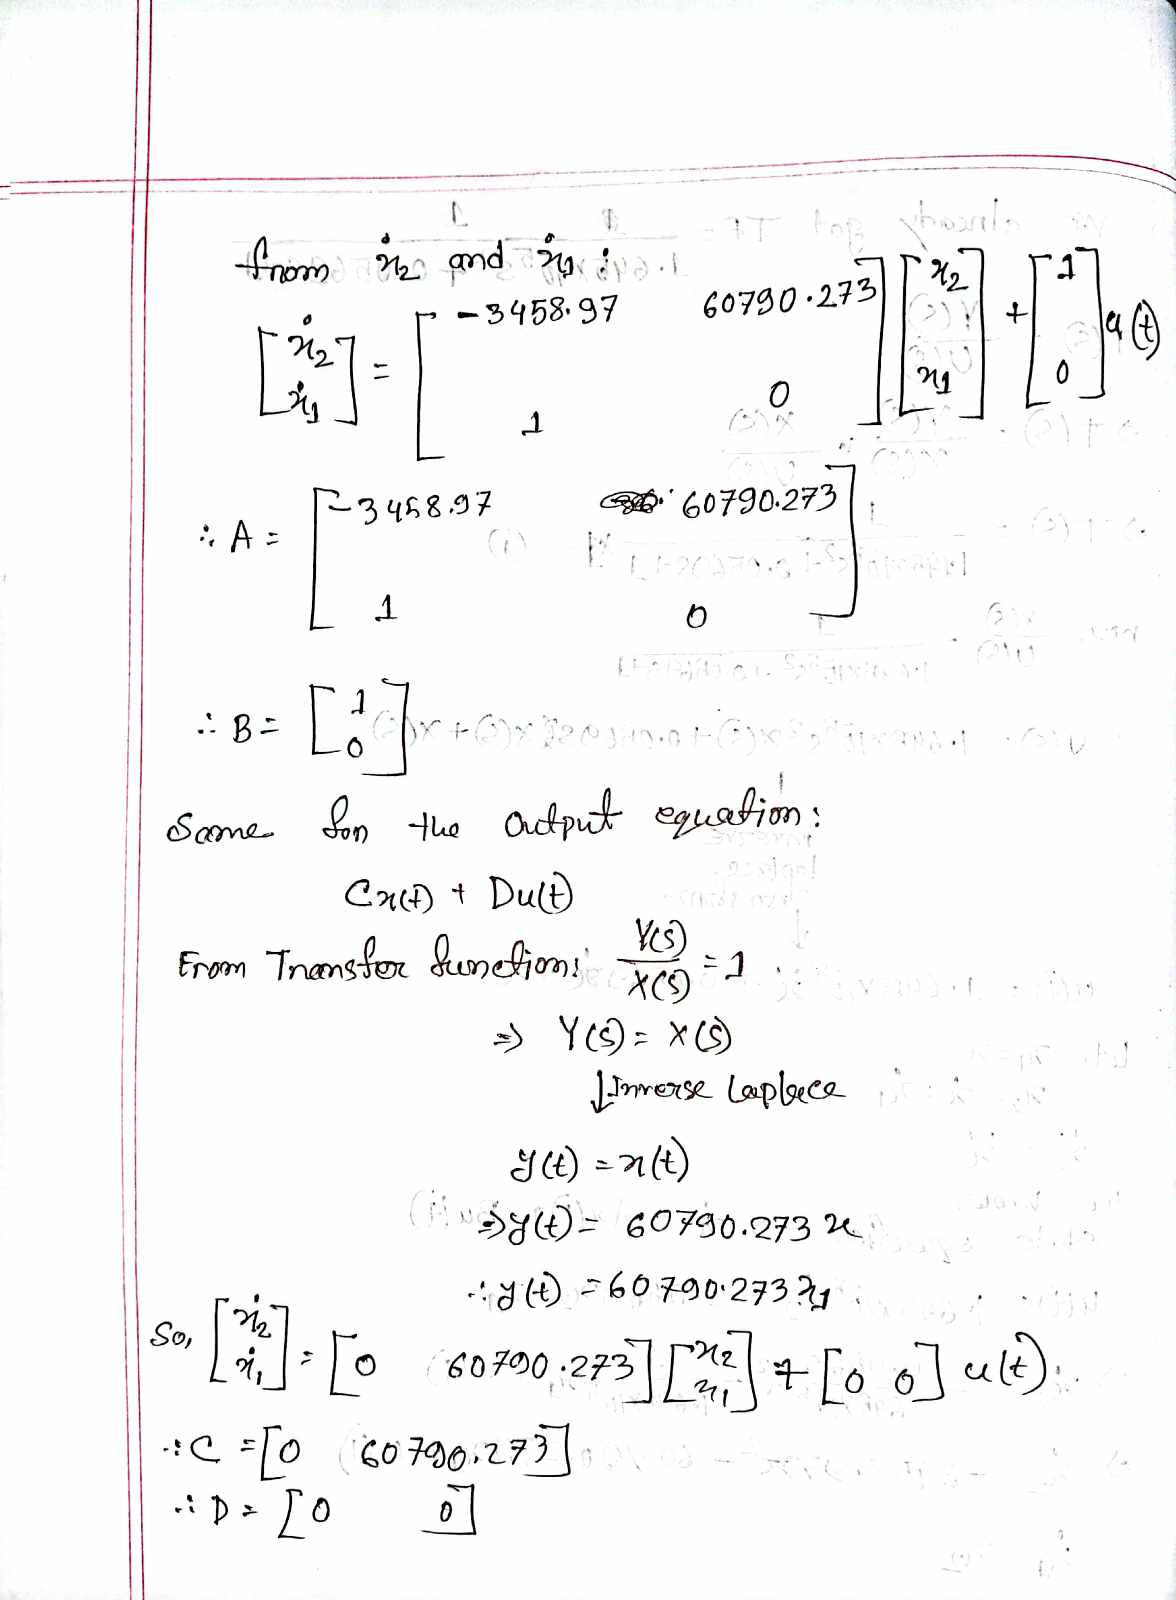 from ẋ₂ and ẋ₁ :
[ẋ₂ ẋ₁] = [-3458.97 60790.273 1 0] [x₂ x₁] + [1 0] u(t)
∴ A = [-3458.97 60790.273 1 0]
∴ B = [1 0]
Same for the output equation:
Cx(t) + Du(t)
From Transfer function: Y(S)/X(S) = 1
⇒ Y(S) = X(S)
↓ Inverse Laplace
y(t) = x(t)
⇒ y(t) = 60790.273 x
∴ y(t) = 60790.273 x₁
So, [ẋ₂ ẋ₁] = [0 60790.273] [x₂ x₁] + [0 0] u(t)
∴ C = [0 60790.273]
∴ D = [0 0]